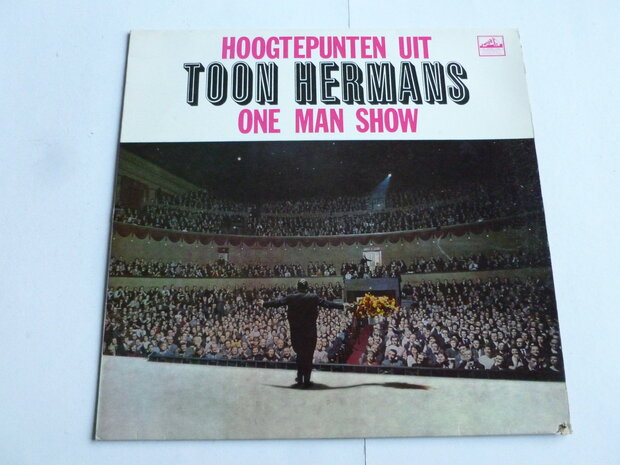 HOOGTEPUNTEN UIT
TOON HERMANS
ONE MAN SHOW